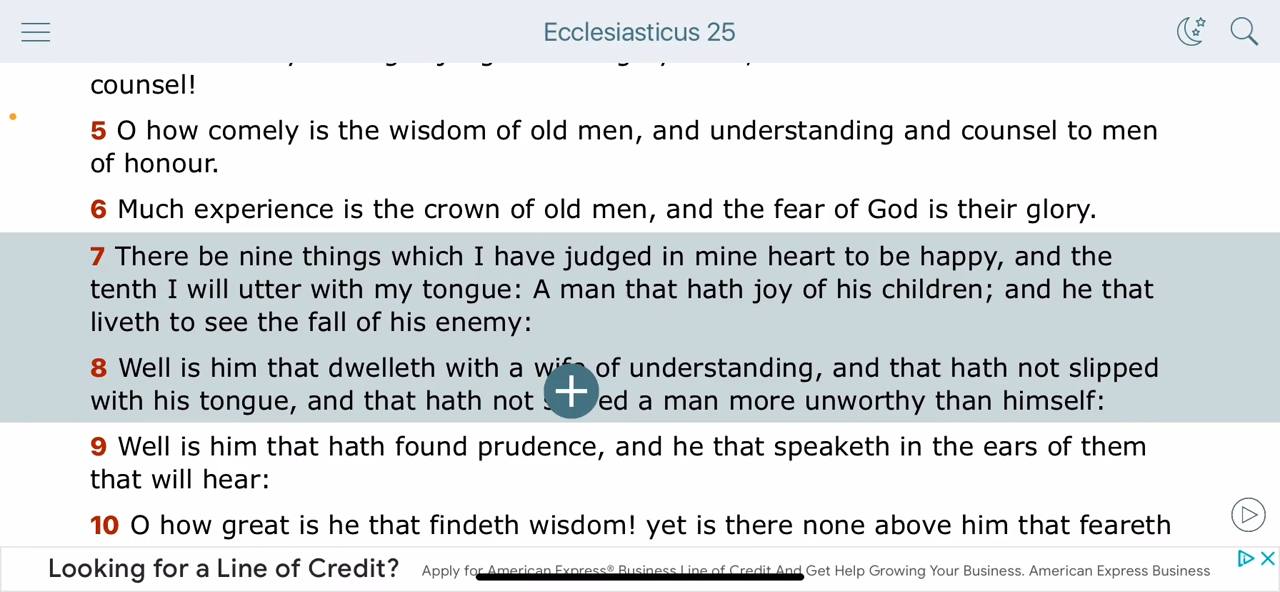 Ecclesiasticus 25
counsel!
5 O how comely is the wisdom of old men, and understanding and counsel to men
of honour.
6 Much experience is the crown of old men, and the fear of God is their glory.
7 There be nine things which I have judged in mine heart to be happy, and the
tenth I will utter with my tongue: A man that hath joy of his children; and he that
liveth to see the fall of his enemy:
8 Well is him that dwelleth with a wife of understanding, and that hath not slipped
with his tongue, and that hath not ed a man more unworthy than himself:
9 Well is him that hath found prudence, and he that speaketh in the ears of them
that will hear:
10 O how great is he that findeth wisdom! yet is there none above him that feareth
Looking for a Line of Credit? Apply for American Express® Business Line of Credit And Get Help Growing Your Business. American Express Business